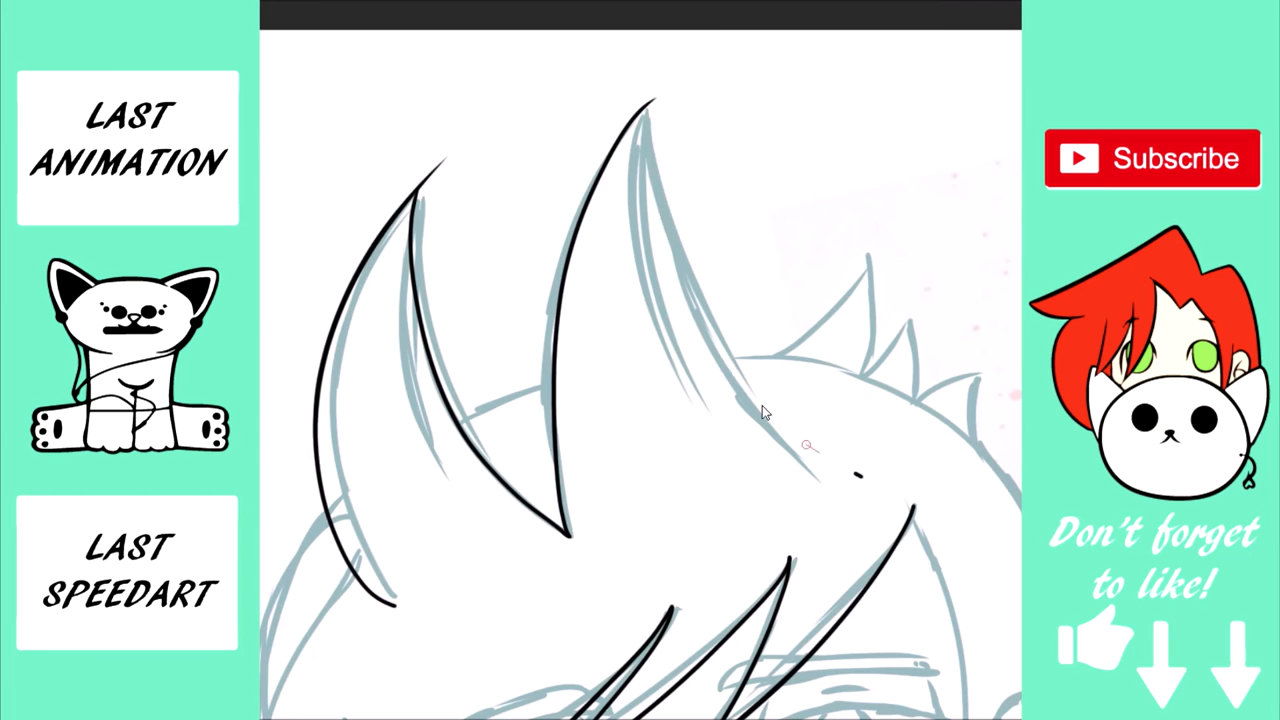 LAST
ANIMATION
LAST
SPEEDART
Subscribe
Don't forget
to like!